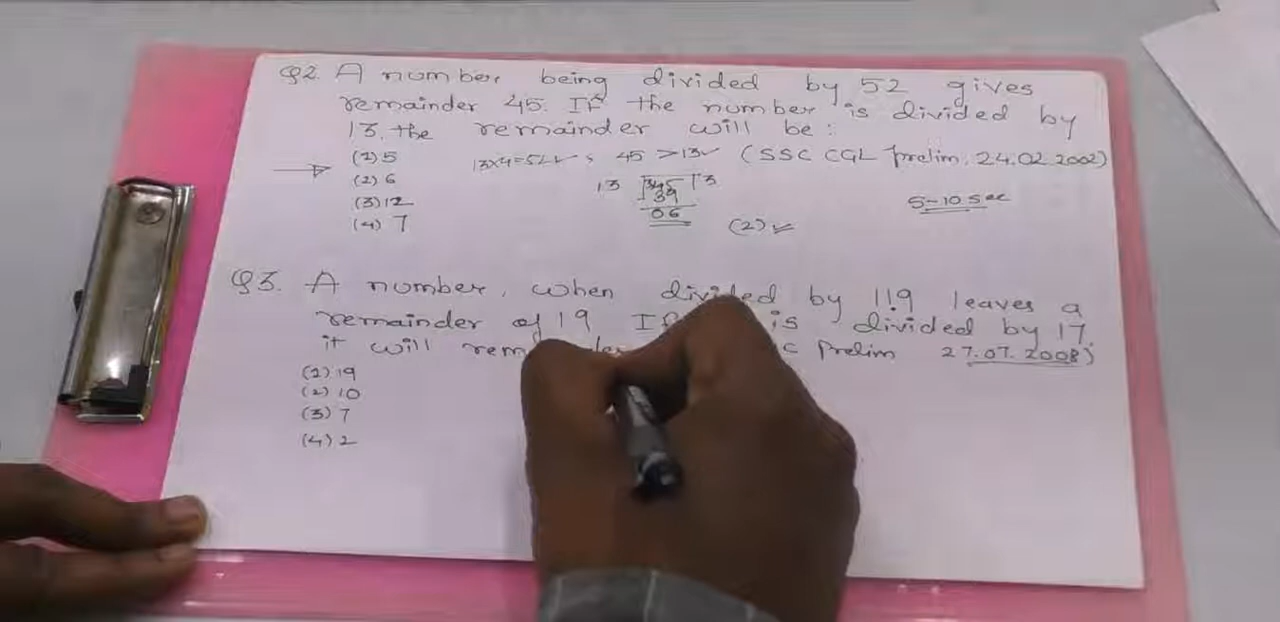 Q2. A number being divided by 52 gives
remainder 45. If the number is divided by
13, the remainder will be:
(1) 5
13x4=52✓ & 45 >13✓ (SSC CGL prelim. 24.02.2002)
(2) 6
13 45 3
39
06
(3) 12
5-10 sec
(4) 7
(2)✓
Q3. A number, when divided by 119 leaves a
remainder of 19 If is divided by 17,
it will prelim 27.07.2008)
(1) 19
(2) 10
(3) 7
(4) 2